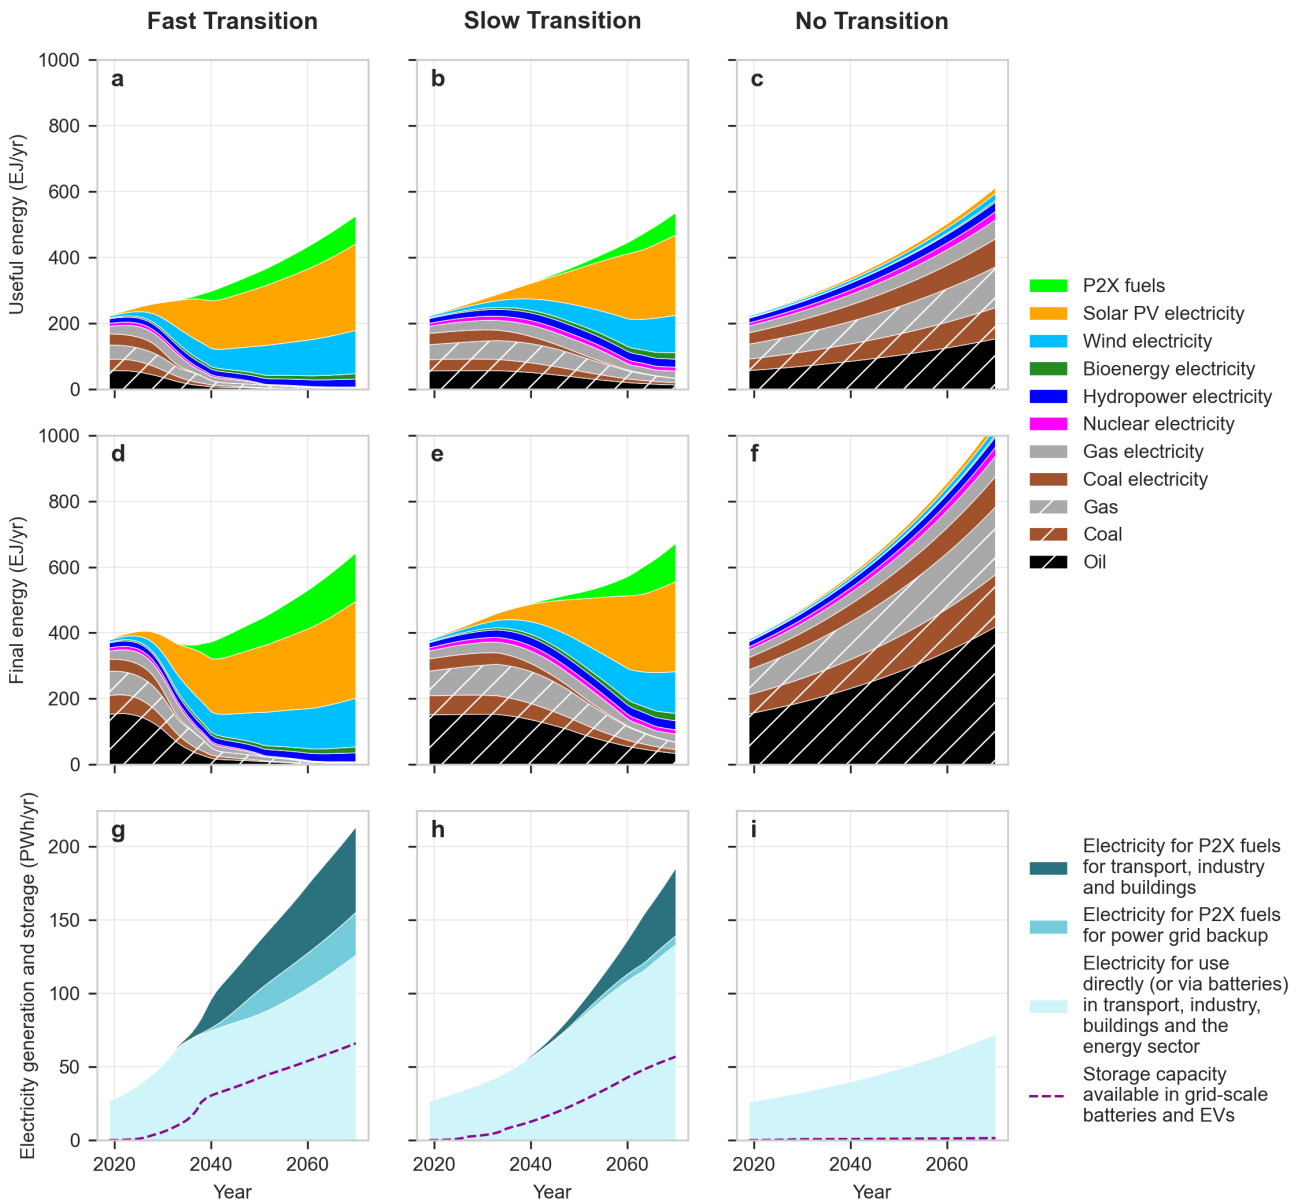 Fast Transition
Slow Transition
No Transition
a
b
c
Useful energy (EJ/yr)
1000
800
600
400
200
0
d
e
f
Final energy (EJ/yr)
1000
800
600
400
200
0
P2X fuels
Solar PV electricity
Wind electricity
Bioenergy electricity
Hydropower electricity
Nuclear electricity
Gas electricity
Coal electricity
Gas
Coal
Oil
g
h
i
Electricity generation and storage (PWh/yr)
200
150
100
50
0
2020
2040
2060
2020
2040
2060
2020
2040
2060
Year
Year
Year
Electricity for P2X fuels
for transport, industry
and buildings
Electricity for P2X fuels
for power grid backup
Electricity for use
directly (or via batteries)
in transport, industry,
buildings and the
energy sector
Storage capacity
available in grid-scale
batteries and EVs